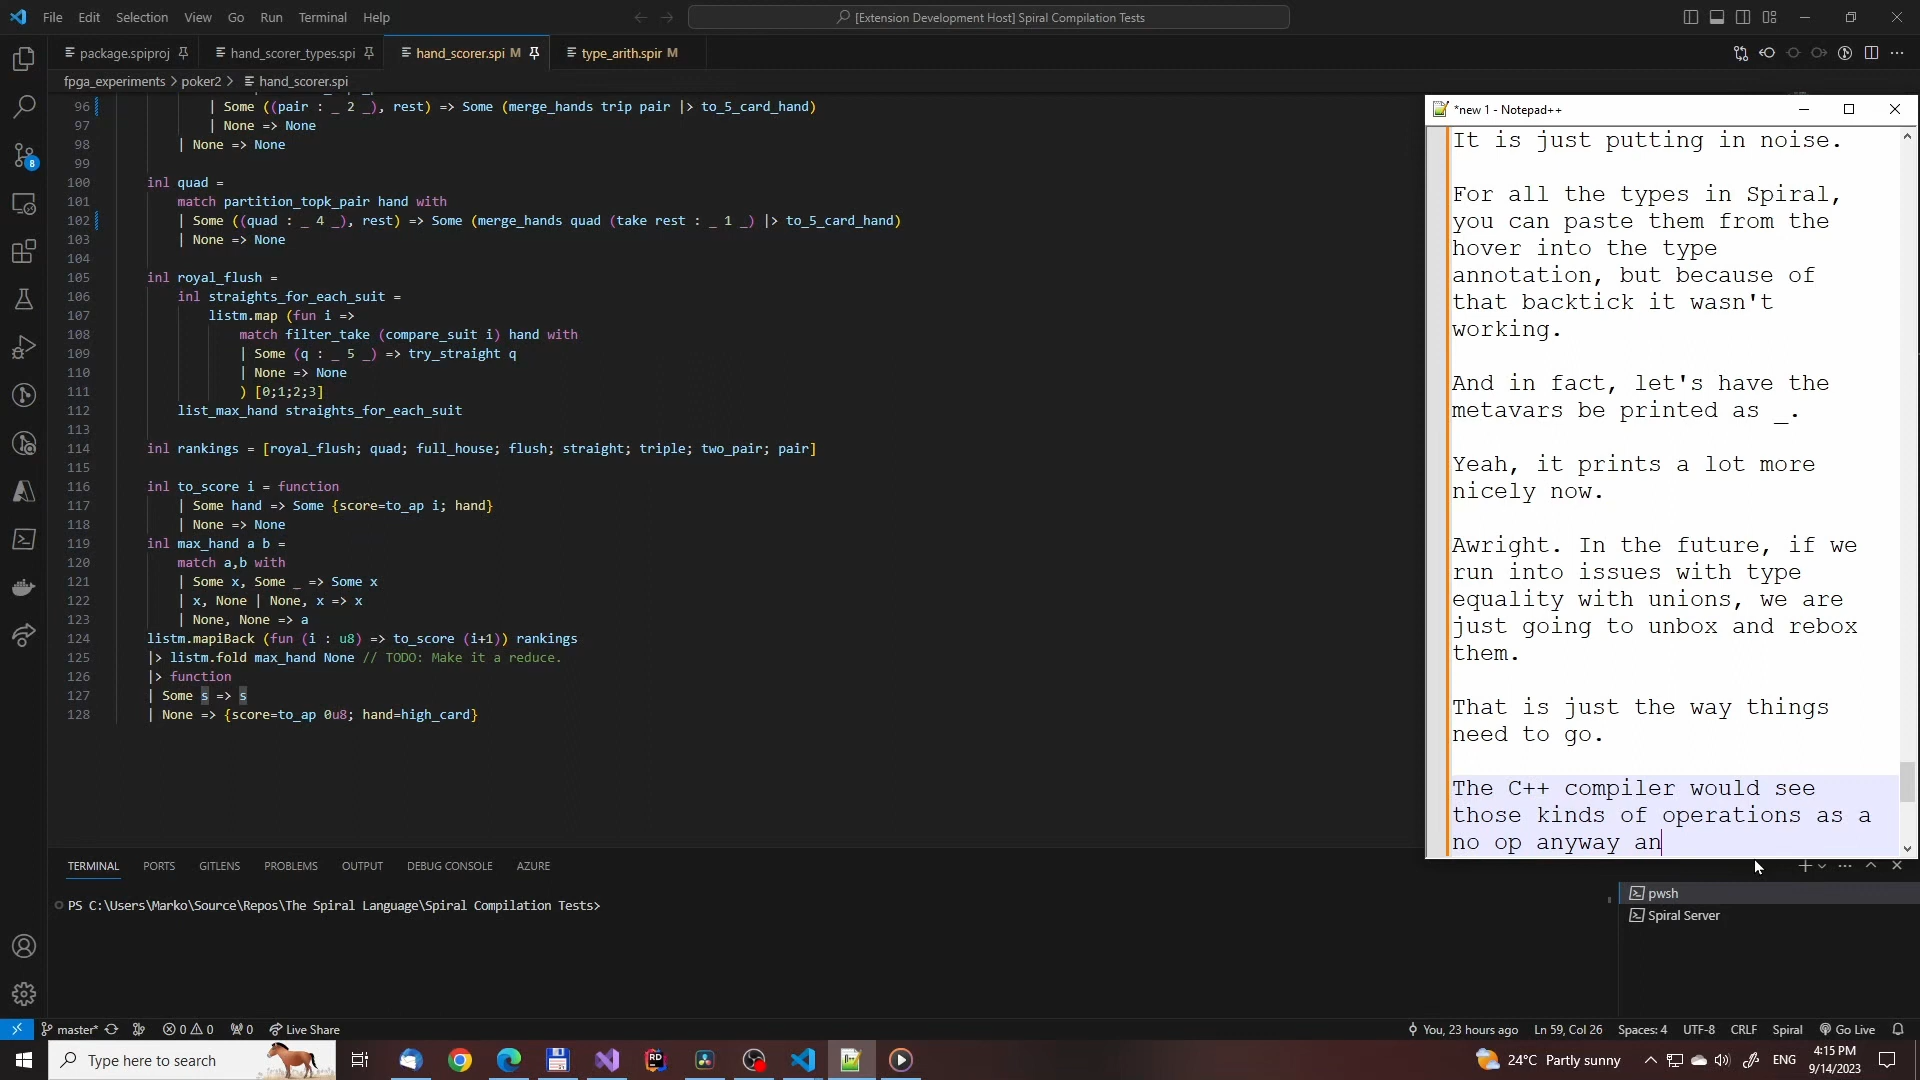 File Edit Selection View Go Run Terminal Help
[Extension Development Host] Spiral Compilation Tests
package.spiproj hand_scorer_types.spi hand_scorer.spi M type_arith.spir M
fpga_experiments > poker2 > hand_scorer.spi
96 | Some ((pair : _ 2 _), rest) => Some (merge_hands trip pair |> to_5_card_hand)
97 | None => None
98 | None => None
99
100 inl quad =
101 match partition_topk_pair hand with
102 | Some ((quad : _ 4 _), rest) => Some (merge_hands quad (take rest : _ 1 _) |> to_5_card_hand)
103 | None => None
104
105 inl royal_flush =
106 inl straights_for_each_suit =
107 listm.map (fun i =>
108 match filter_take (compare_suit i) hand with
109 | Some (q : _ 5 _) => try_straight q
110 | None => None
111 ) [0;1;2;3]
112 list_max_hand straights_for_each_suit
113
114 inl rankings = [royal_flush; quad; full_house; flush; straight; triple; two_pair; pair]
115
116 inl to_score i = function
117 | Some hand => Some {score=to_ap i; hand}
118 | None => None
119 inl max_hand a b =
120 match a,b with
121 | Some x, Some _ => Some x
122 | x, None | None, x => x
123 | None, None => a
124 listm.mapiBack (fun (i : u8) => to_score (i+1)) rankings
125 |> listm.fold max_hand None // TODO: Make it a reduce.
126 |> function
127 | Some s => s
128 | None => {score=to_ap 0u8; hand=high_card}
*new 1 - Notepad++
It is just putting in noise.
For all the types in Spiral,
you can paste them from the
hover into the type
annotation, but because of
that backtick it wasn't
working.
And in fact, let's have the
metavars be printed as _.
Yeah, it prints a lot more
nicely now.
Awright. In the future, if we
run into issues with type
equality with unions, we are
just going to unbox and rebox
them.
That is just the way things
need to go.
The C++ compiler would see
those kinds of operations as a
no op anyway an
TERMINAL PORTS GITLENS PROBLEMS OUTPUT DEBUG CONSOLE AZURE
PS C:\Users\Marko\Source\Repos\The Spiral Language\Spiral Compilation Tests>
pwsh
Spiral Server
8
master* 0 0 0 Live Share
You, 23 hours ago Ln 59, Col 26 Spaces: 4 UTF-8 CRLF Spiral Go Live
Type here to search
RD
24°C Partly sunny
ENG
4:15 PM
9/14/2023